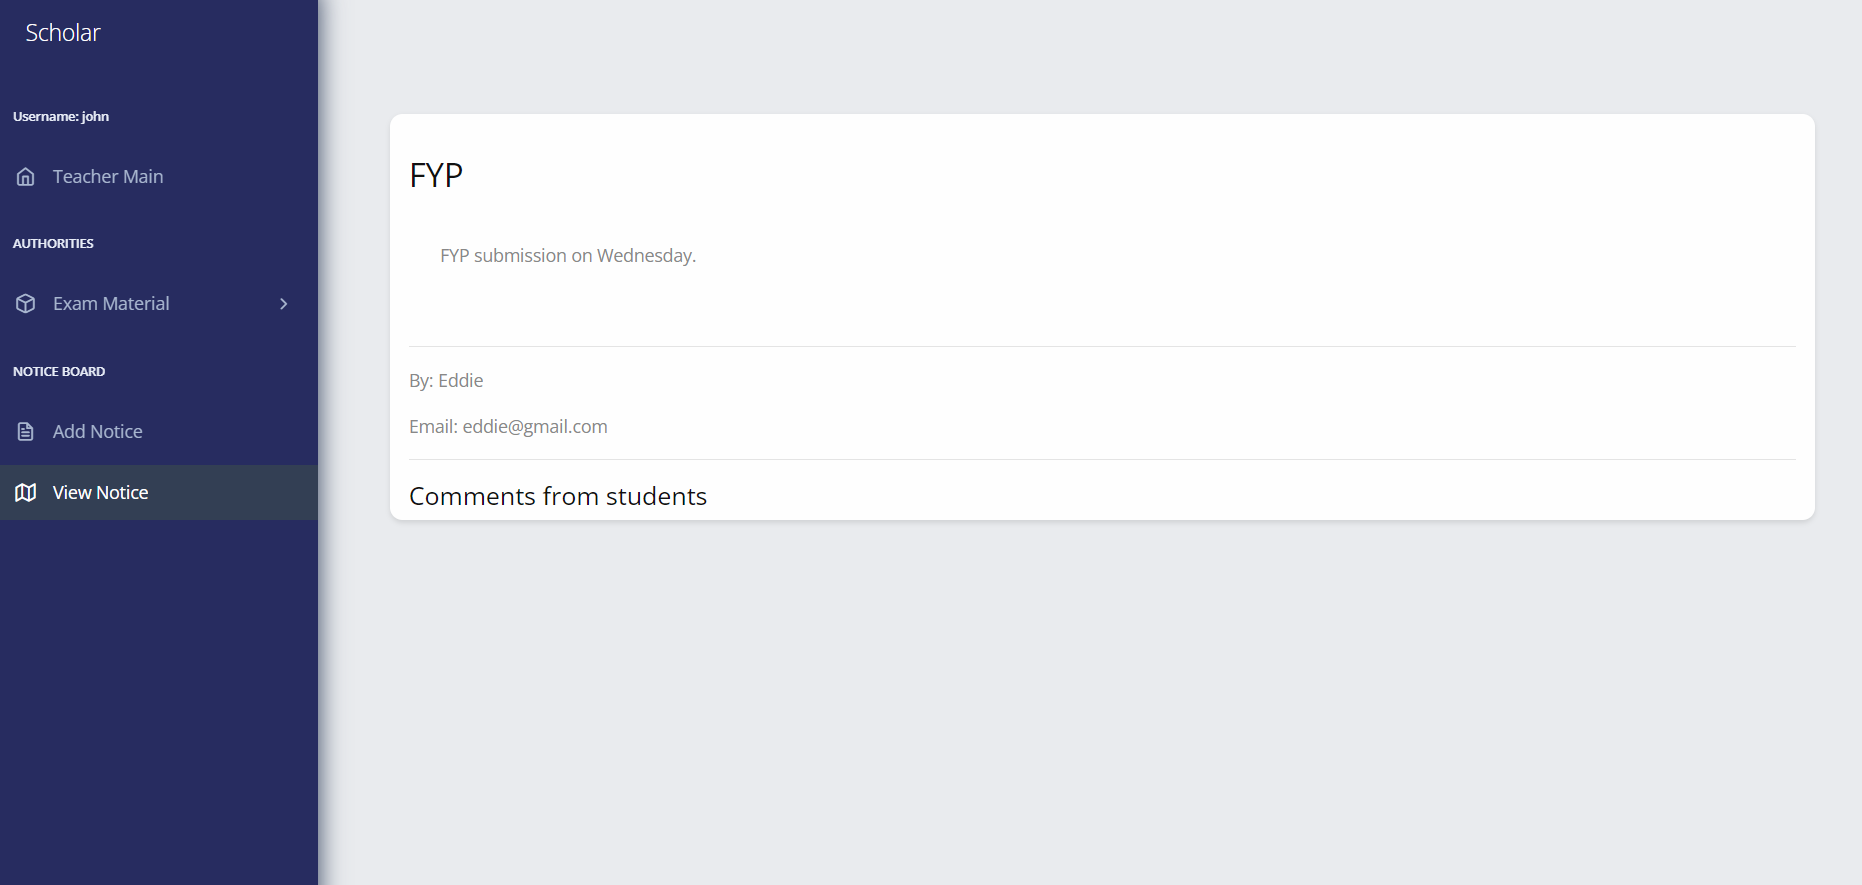 Scholar
Username: john
Teacher Main
AUTHORITIES
Exam Material
NOTICE BOARD
Add Notice
View Notice
FYP
FYP submission on Wednesday.
By: Eddie
Email: eddie@gmail.com
Comments from students